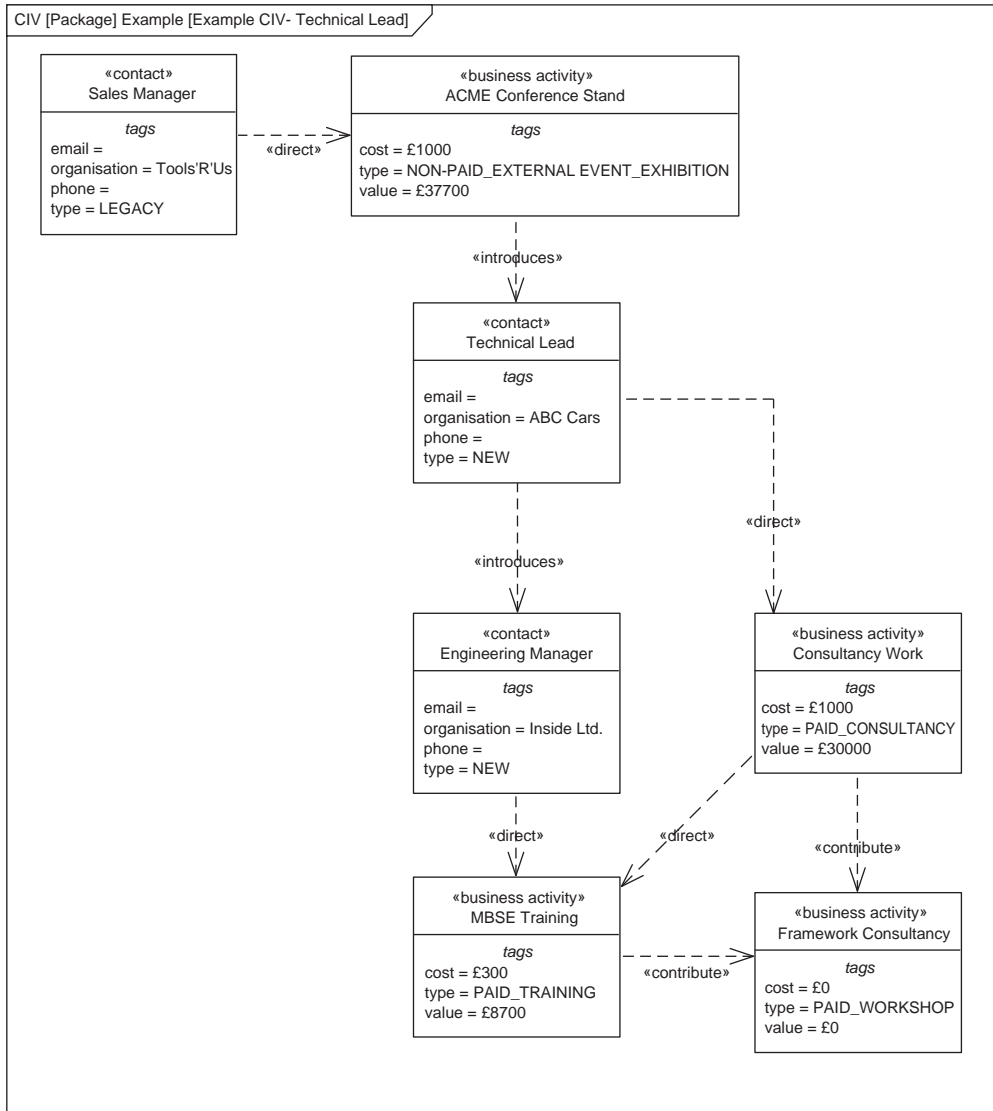 CIV [Package] Example [Example CIV- Technical Lead]
«contact»
Sales Manager
tags
email =
organisation = Tools'R'Us
phone =
type = LEGACY
«direct»
«business activity»
ACME Conference Stand
tags
cost = £1000
type = NON-PAID_EXTERNAL EVENT_EXHIBITION
value = £37700
«introduces»
«contact»
Technical Lead
tags
email =
organisation = ABC Cars
phone =
type = NEW
«direct»
«introduces»
«contact»
Engineering Manager
tags
email =
organisation = Inside Ltd.
phone =
type = NEW
«business activity»
Consultancy Work
tags
cost = £1000
type = PAID_CONSULTANCY
value = £30000
«direct»
«direct»
«contribute»
«business activity»
MBSE Training
tags
cost = £300
type = PAID_TRAINING
value = £8700
«contribute»
«business activity»
Framework Consultancy
tags
cost = £0
type = PAID_WORKSHOP
value = £0